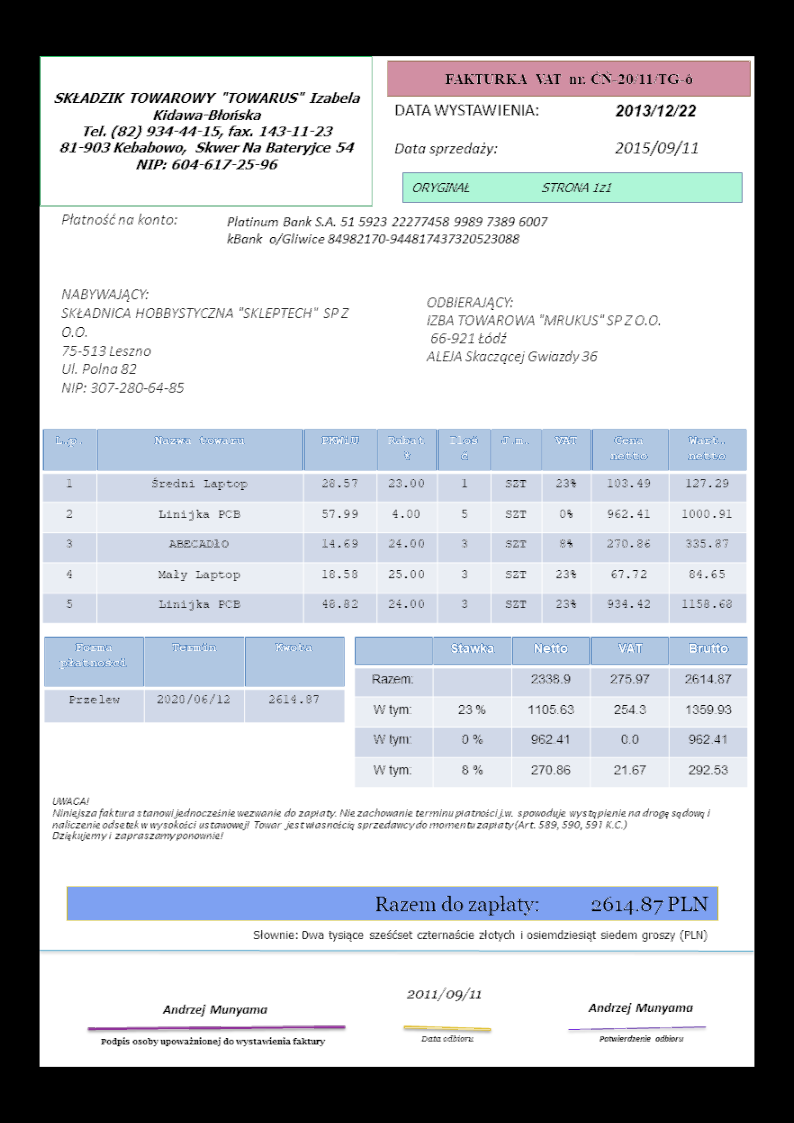 SKŁADZIK TOWAROWY "TOWARUS" Izabela
Kidawa-Błońska
Tel. (82) 934-44-15, fax. 143-11-23
81-903 Kebabowo, Skwer Na Bateryjce 54
NIP: 604-617-25-96
FAKTURKA VAT nr. ĆŃ-20/11/TG-6
DATA WYSTAWIENIA: 2013/12/22
Data sprzedaży: 2015/09/11
ORYGINAŁ STRONA 1z1
Płatność na konto: Platinum Bank S.A. 51 5923 22277458 9989 7389 6007
kBank o/Gliwice 84982170-944817437320523088
NABYWAJĄCY:
SKŁADNICA HOBBYSTYCZNA "SKLEPTECH" SP Z
O.O.
75-513 Leszno
Ul. Polna 82
NIP: 307-280-64-85
ODBIERAJĄCY:
IZBA TOWAROWA "MRUKUS" SP Z O.O.
66-921 Łódź
ALEJA Skaczącej Gwiazdy 36
L.p. Nazwa towaru PKWiU Rabat % Ilość J.m. VAT Cena netto Wart. netto
1 Średni Laptop 28.57 23.00 1 SZT 23% 103.49 127.29
2 Linijka PCB 57.99 4.00 5 SZT 0% 962.41 1000.91
3 ABECADŁO 14.69 24.00 3 SZT 8% 270.86 335.87
4 Mały Laptop 18.58 25.00 3 SZT 23% 67.72 84.65
5 Linijka PCB 48.82 24.00 3 SZT 23% 934.42 1158.68
Forma płatności Termin Kwota
Przelew 2020/06/12 2614.87
Stawka Netto VAT Brutto
Razem: 2338.9 275.97 2614.87
W tym: 23 % 1105.63 254.3 1359.93
W tym: 0 % 962.41 0.0 962.41
W tym: 8 % 270.86 21.67 292.53
UWAGA!
Niniejsza faktura stanowi jednocześnie wezwanie do zapłaty. Nie zachowanie terminu płatności j.w. spowoduje wystąpienie na drogę sądową i
naliczenie odsetek w wysokości ustawowej! Towar jest własnością sprzedawcy do momentu zapłaty (Art. 589, 590, 591 K.C.)
Dziękujemy i zapraszamy ponownie!
Razem do zapłaty: 2614.87 PLN
Słownie: Dwa tysiące sześćset czternaście złotych i osiemdziesiąt siedem groszy (PLN)
Andrzej Munyama
Podpis osoby upoważnionej do wystawienia faktury
2011/09/11
Data odbioru
Andrzej Munyama
Potwierdzenie odbioru